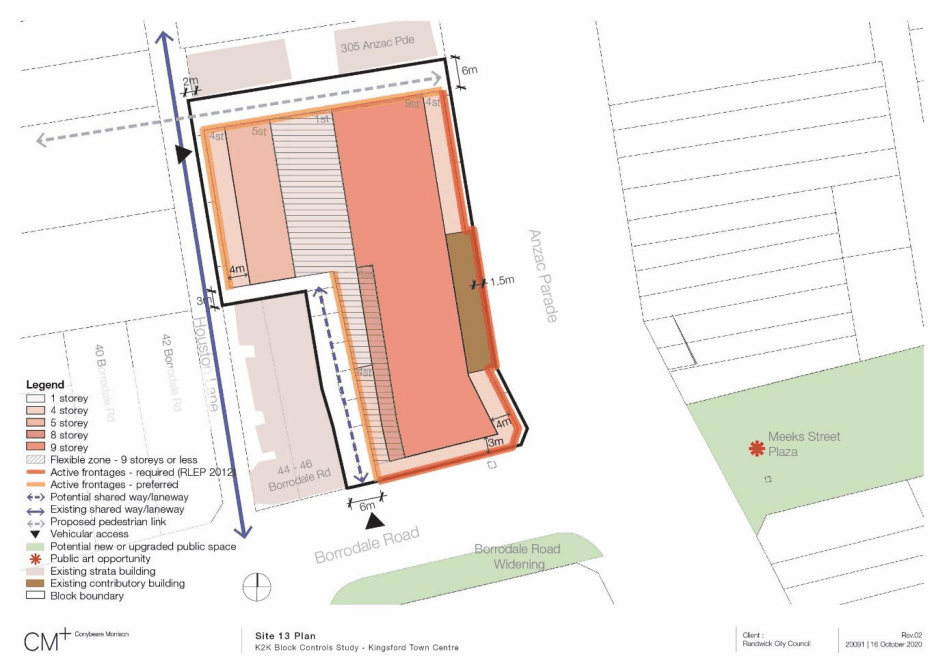 305 Anzac Pde
2m
6m
4st
5st
1st
9st
4st
4m
3m
1.5m
Anzac Parade
Houston Lane
40 Borrodale Rd
42 Borrodale Rd
44 - 46
Borrodale Rd
4m
3m
6m
Borrodale Road
Borrodale Road
Widening
Meeks Street
Plaza
Legend
1 storey
4 storey
5 storey
8 storey
9 storey
Flexible zone - 9 storeys or less
Active frontages - required (RLEP 2012)
Active frontages - preferred
Potential shared way/laneway
Existing shared way/laneway
Proposed pedestrian link
Vehicular access
Potential new or upgraded public space
Public art opportunity
Existing strata building
Existing contributory building
Block boundary
CM+
Conybeare Morrison
Site 13 Plan
K2K Block Controls Study - Kingsford Town Centre
Client :
Randwick City Council
Rev.02
20091 | 16 October 2020